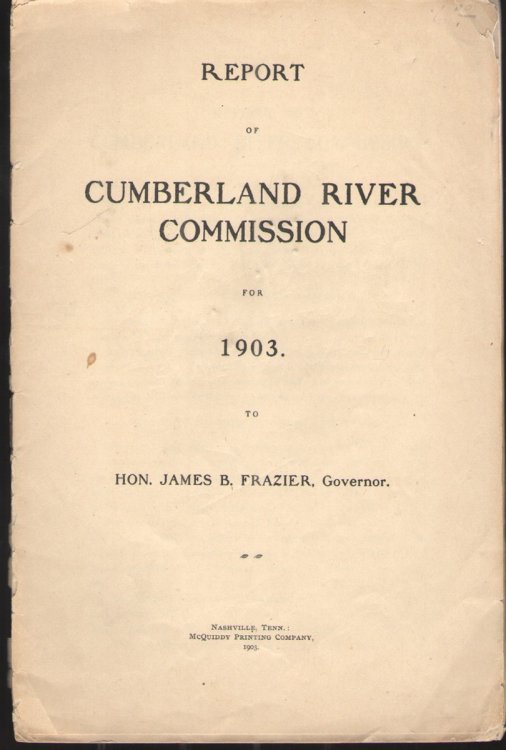 REPORT
OF
CUMBERLAND RIVER
COMMISSION
FOR
1903.
TO
HON. JAMES B. FRAZIER, Governor.
NASHVILLE, TENN.:
MCQUIDDY PRINTING COMPANY,
1903.